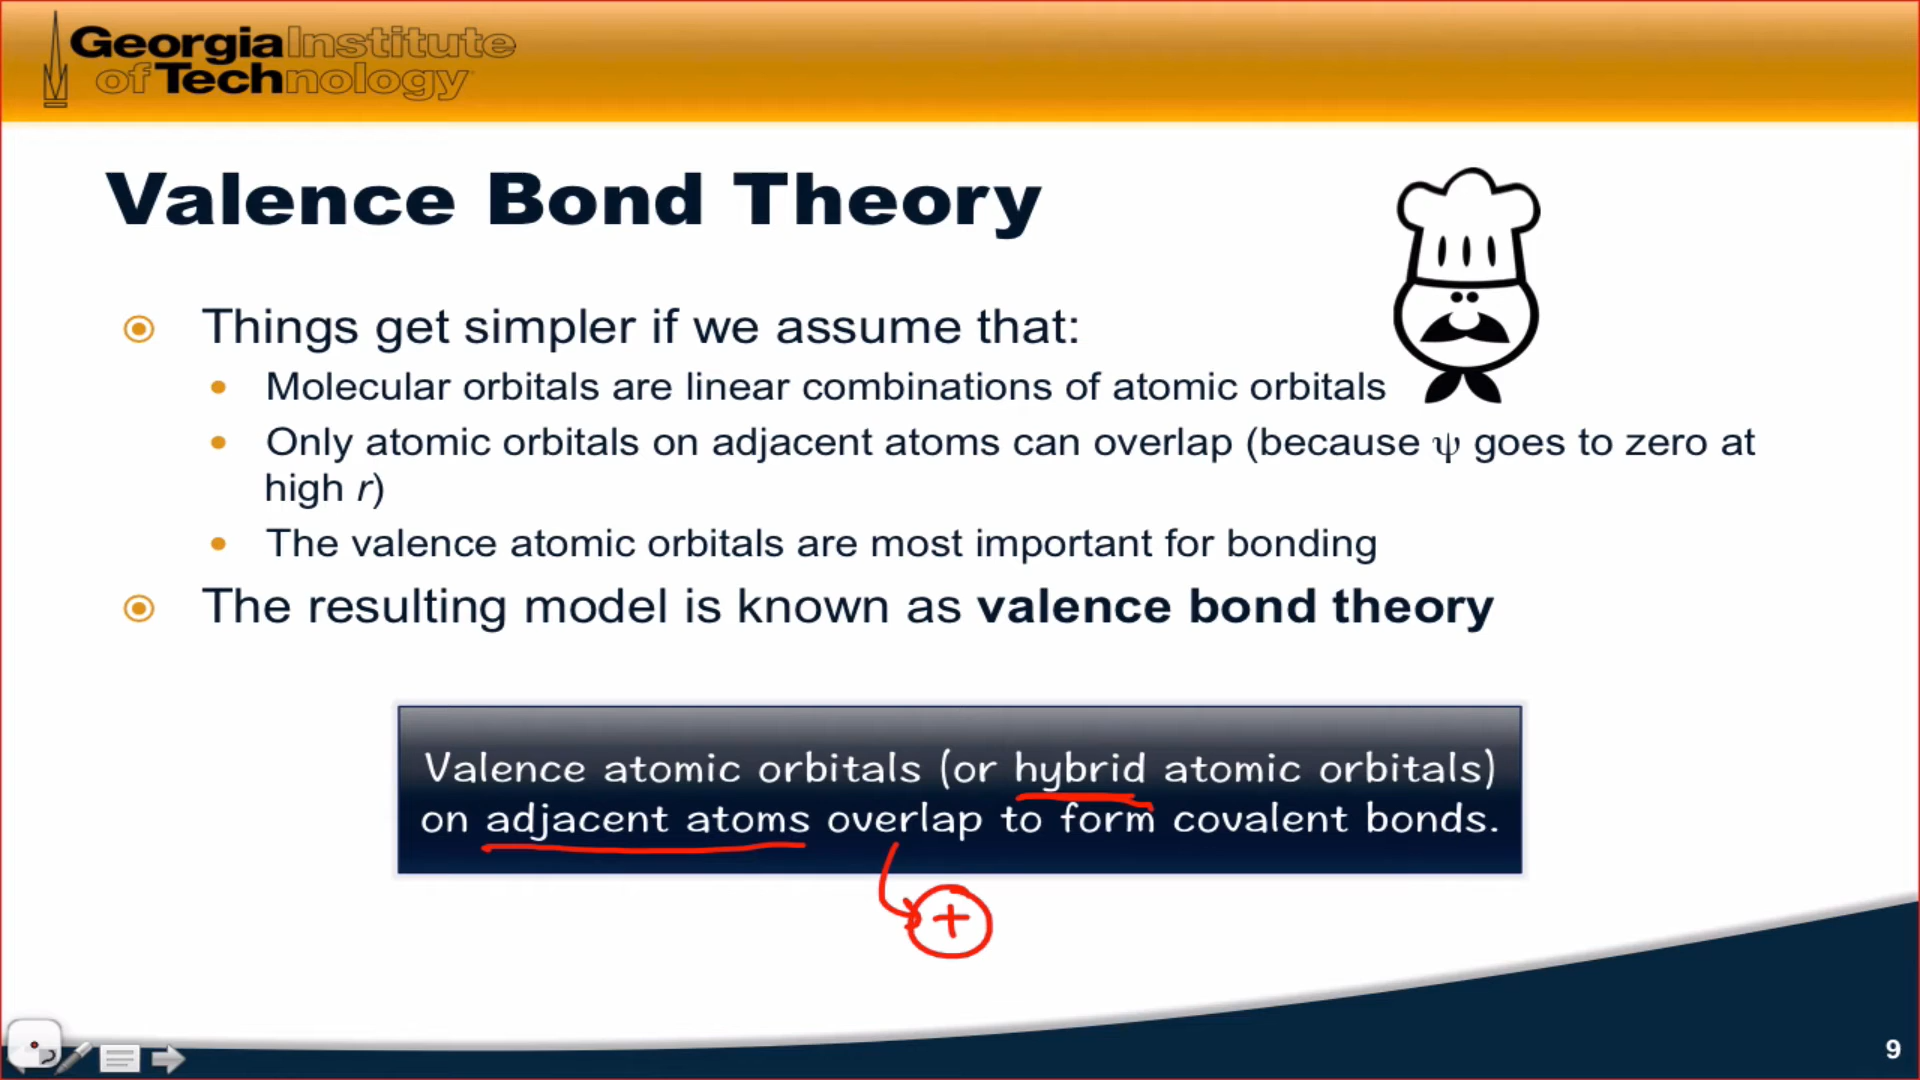 Georgia Institute
of Technology
Valence Bond Theory
Things get simpler if we assume that:
Molecular orbitals are linear combinations of atomic orbitals
Only atomic orbitals on adjacent atoms can overlap (because ψ goes to zero at
high r)
The valence atomic orbitals are most important for bonding
The resulting model is known as valence bond theory
Valence atomic orbitals (or hybrid atomic orbitals)
on adjacent atoms overlap to form covalent bonds.
+
9